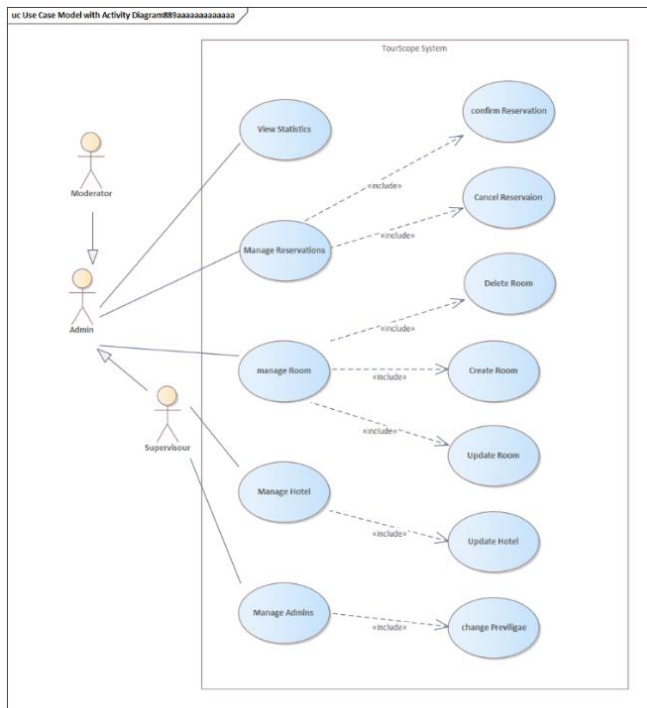 uc Use Case Model with Activity Diagram889aaaaaaaaaaaaa
TourScope System
confirm Reservation
View Statistics
Moderator
«include»
Cancel Reservaion
Manage Reservations
«include»
Delete Room
Admin
«include»
manage Room
«include»
Create Room
Supervisour
«include»
Update Room
Manage Hotel
«include»
Update Hotel
Manage Admins
«include»
change Previligae